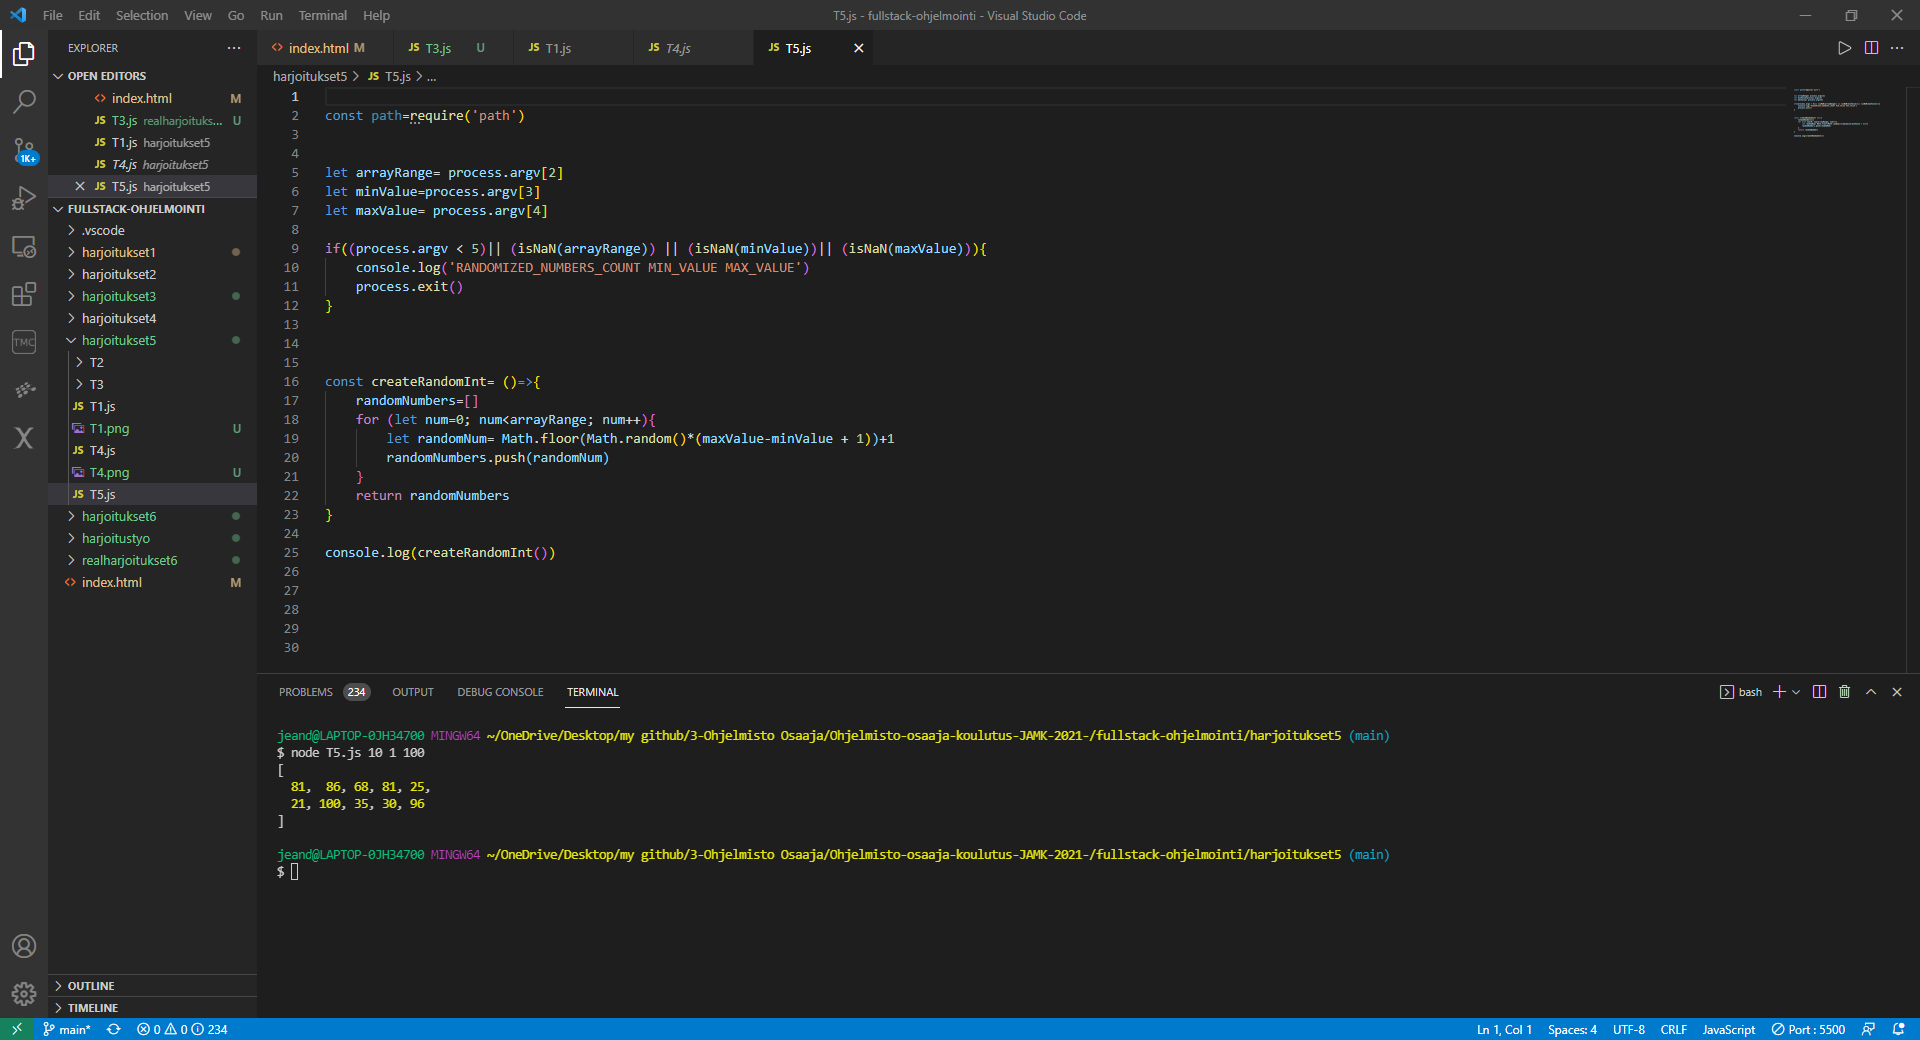 File Edit Selection View Go Run Terminal Help
T5.js - fullstack-ohjelmointi - Visual Studio Code
EXPLORER
OPEN EDITORS
index.html M
T3.js realharjoituks... U
T1.js harjoitukset5
T4.js harjoitukset5
T5.js harjoitukset5
FULLSTACK-OHJELMOINTI
.vscode
harjoitukset1
harjoitukset2
harjoitukset3
harjoitukset4
harjoitukset5
T2
T3
JS T1.js
T1.png U
JS T4.js
T4.png U
JS T5.js
harjoitukset6
harjoitustyo
realharjoitukset6
index.html M
OUTLINE
TIMELINE
1K+
TMC
index.html M
JS T3.js U
JS T1.js
JS T4.js
JS T5.js
harjoitukset5 > JS T5.js > ...
1
2 const path=require('path')
3
4
5 let arrayRange= process.argv[2]
6 let minValue=process.argv[3]
7 let maxValue= process.argv[4]
8
9 if((process.argv < 5)|| (isNaN(arrayRange)) || (isNaN(minValue))|| (isNaN(maxValue))){
10 console.log('RANDOMIZED_NUMBERS_COUNT MIN_VALUE MAX_VALUE')
11 process.exit()
12 }
13
14
15
16 const createRandomInt= ()=>{
17 randomNumbers=[]
18 for (let num=0; num<arrayRange; num++){
19 let randomNum= Math.floor(Math.random()*(maxValue-minValue + 1))+1
20 randomNumbers.push(randomNum)
21 }
22 return randomNumbers
23 }
24
25 console.log(createRandomInt())
26
27
28
29
30
PROBLEMS 234 OUTPUT DEBUG CONSOLE TERMINAL
bash
jeand@LAPTOP-0JH34700 MINGW64 ~/OneDrive/Desktop/my github/3-Ohjelmisto Osaaja/Ohjelmisto-osaaja-koulutus-JAMK-2021-/fullstack-ohjelmointi/harjoitukset5 (main)
$ node T5.js 10 1 100
[
81, 86, 68, 81, 25,
21, 100, 35, 30, 96
]
jeand@LAPTOP-0JH34700 MINGW64 ~/OneDrive/Desktop/my github/3-Ohjelmisto Osaaja/Ohjelmisto-osaaja-koulutus-JAMK-2021-/fullstack-ohjelmointi/harjoitukset5 (main)
$
main* 0 0 234
Ln 1, Col 1 Spaces: 4 UTF-8 CRLF JavaScript Port : 5500